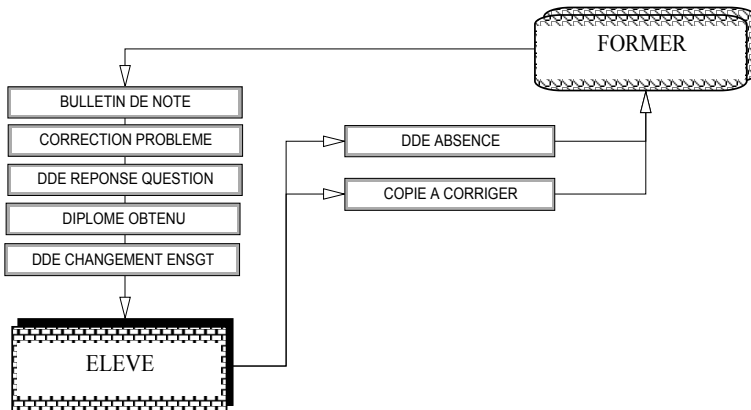 FORMER
BULLETIN DE NOTE
CORRECTION PROBLEME
DDE ABSENCE
DDE REPONSE QUESTION
COPIE A CORRIGER
DIPLOME OBTENU
DDE CHANGEMENT ENSGT
ELEVE